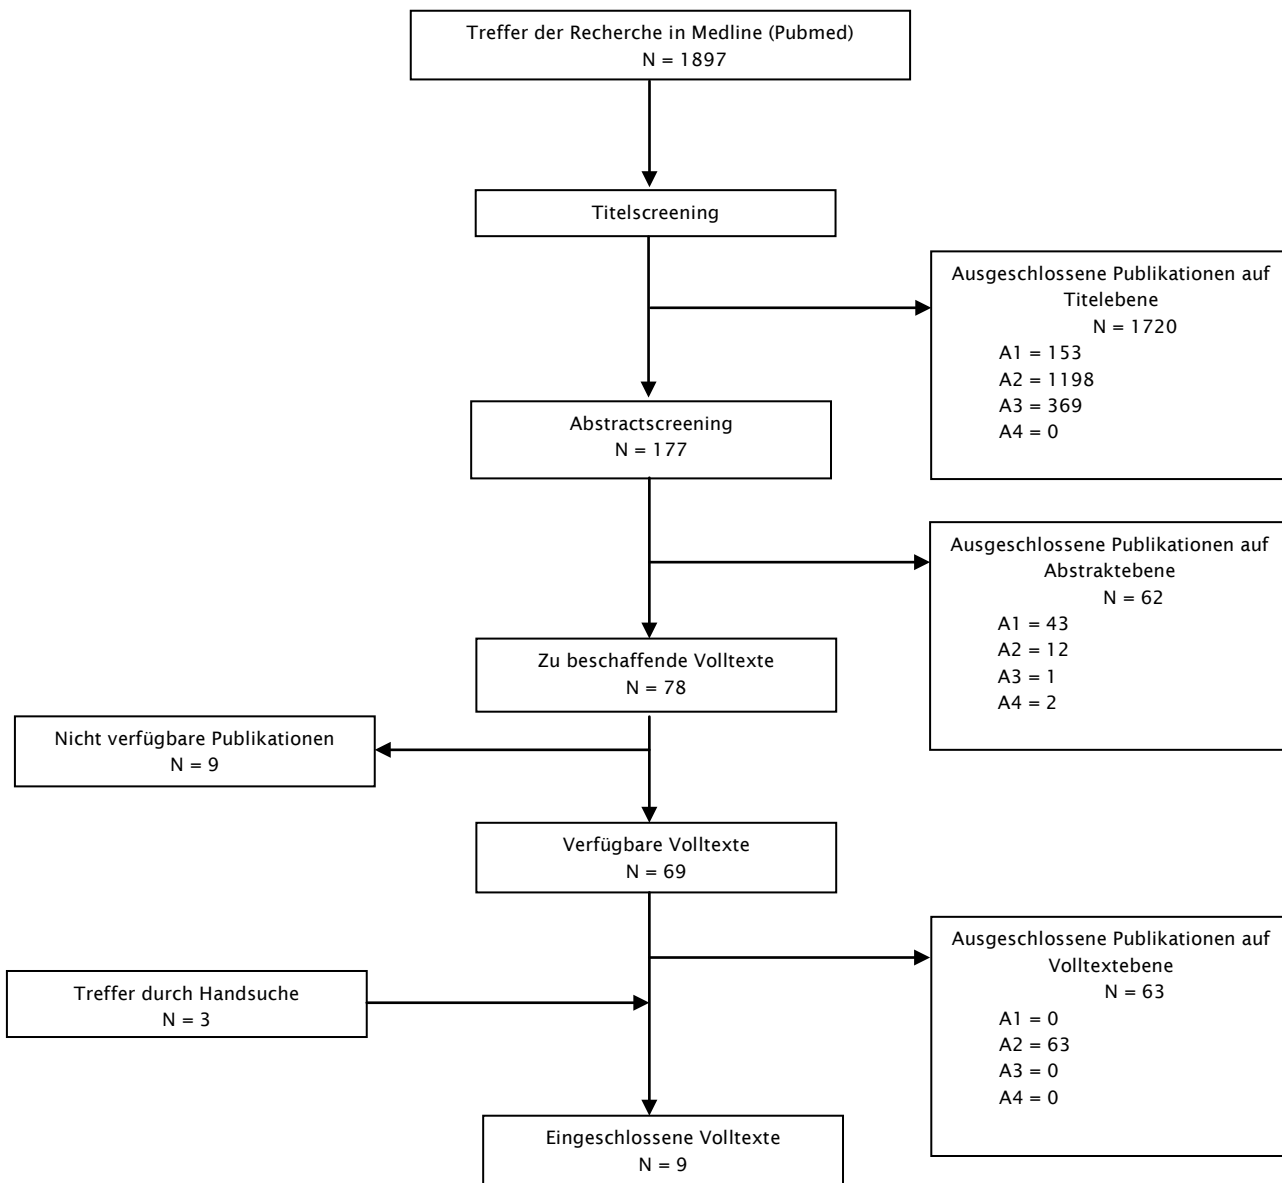 Treffer der Recherche in Medline (Pubmed)
N = 1897
Titelscreening
Ausgeschlossene Publikationen auf
Titelebene
N = 1720
A1 = 153
A2 = 1198
A3 = 369
A4 = 0
Abstractscreening
N = 177
Ausgeschlossene Publikationen auf
Abstraktebene
N = 62
A1 = 43
A2 = 12
A3 = 1
A4 = 2
Zu beschaffende Volltexte
N = 78
Nicht verfügbare Publikationen
N = 9
Verfügbare Volltexte
N = 69
Ausgeschlossene Publikationen auf
Volltextebene
N = 63
A1 = 0
A2 = 63
A3 = 0
A4 = 0
Treffer durch Handsuche
N = 3
Eingeschlossene Volltexte
N = 9